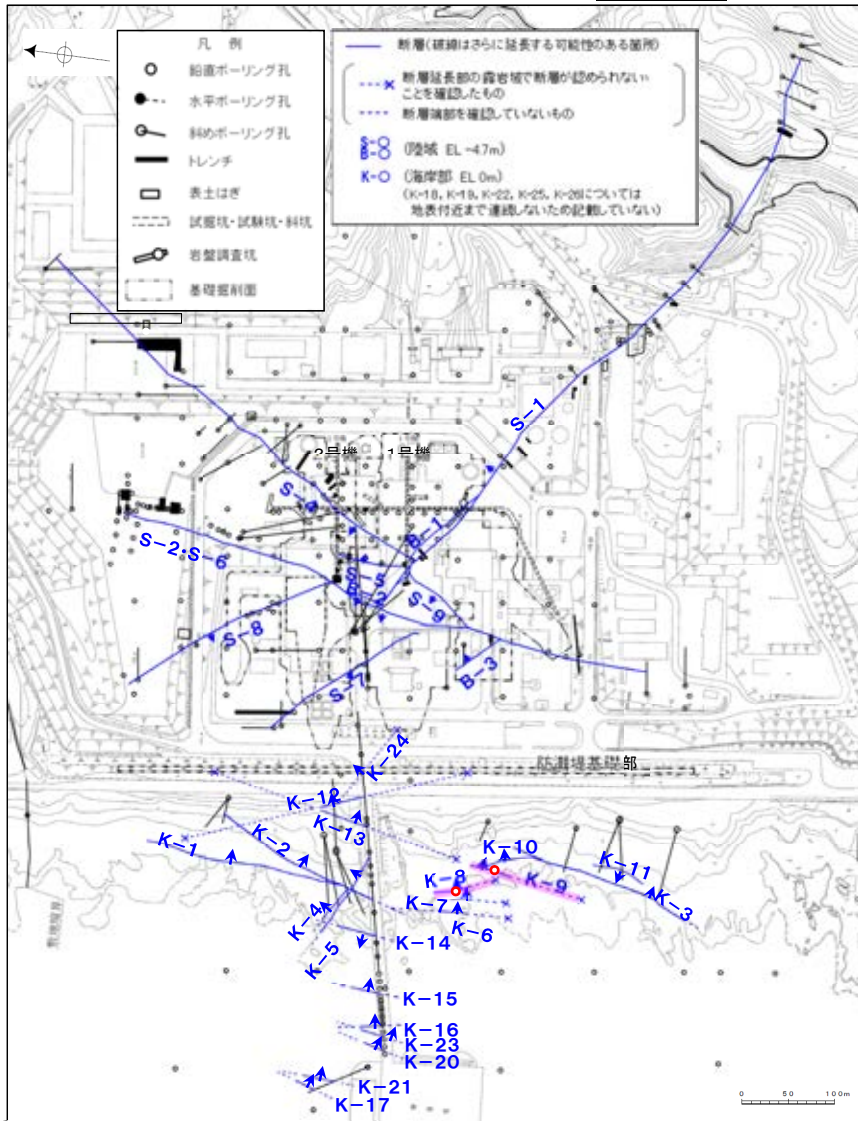 凡 例
鉛直ボーリング孔
水平ボーリング孔
斜めボーリング孔
トレンチ
表土はぎ
試掘坑・試験坑・斜坑
岩盤調査坑
基礎掘削面
断層(破線はさらに延長する可能性のある箇所)
断層延長部の露岩域で断層が認められない
ことを確認したもの
断層端部を確認していないもの
S-○
B-○
(陸域 EL -4.7m)
K-○
(海岸部 EL 0m)
(K-18, K-19, K-22, K-25, K-26については
地表付近まで連続しないため記載していない)
S-1
2号機
1号機
S-4
B-1
S-2・S-6
S-5
B-2
S-9
S-8
S-7
B-3
K-24
防潮堤基礎部
K-12
K-13
K-1
K-2
K-10
K-11
K-8
K-9
K-7
K-3
K-4
K-6
K-5
K-14
K-15
K-16
K-23
K-20
K-21
K-17
0 50 100m